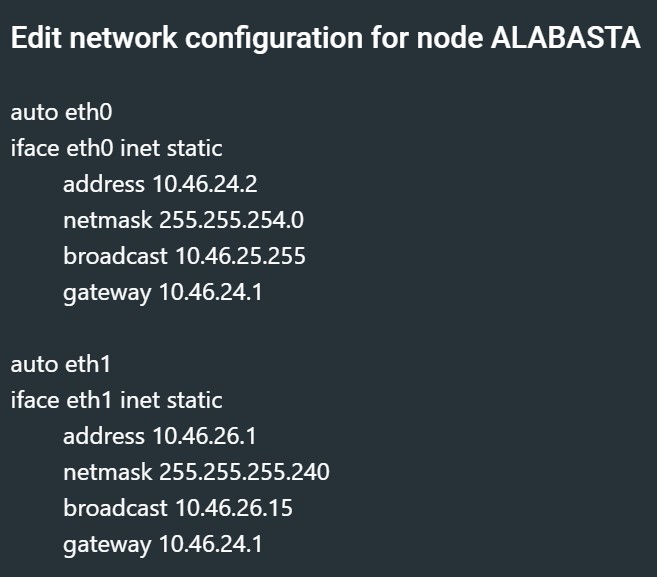 Edit network configuration for node ALABASTA
auto eth0
iface eth0 inet static
address 10.46.24.2
netmask 255.255.254.0
broadcast 10.46.25.255
gateway 10.46.24.1
auto eth1
iface eth1 inet static
address 10.46.26.1
netmask 255.255.255.240
broadcast 10.46.26.15
gateway 10.46.24.1